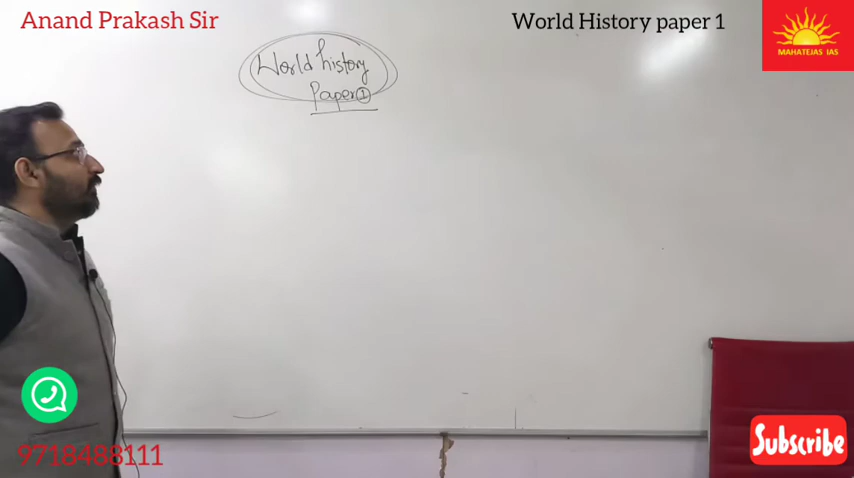 Anand Prakash Sir
World History paper 1
MAHATEJAS IAS
World history
Paper 1
9718488111
Subscribe